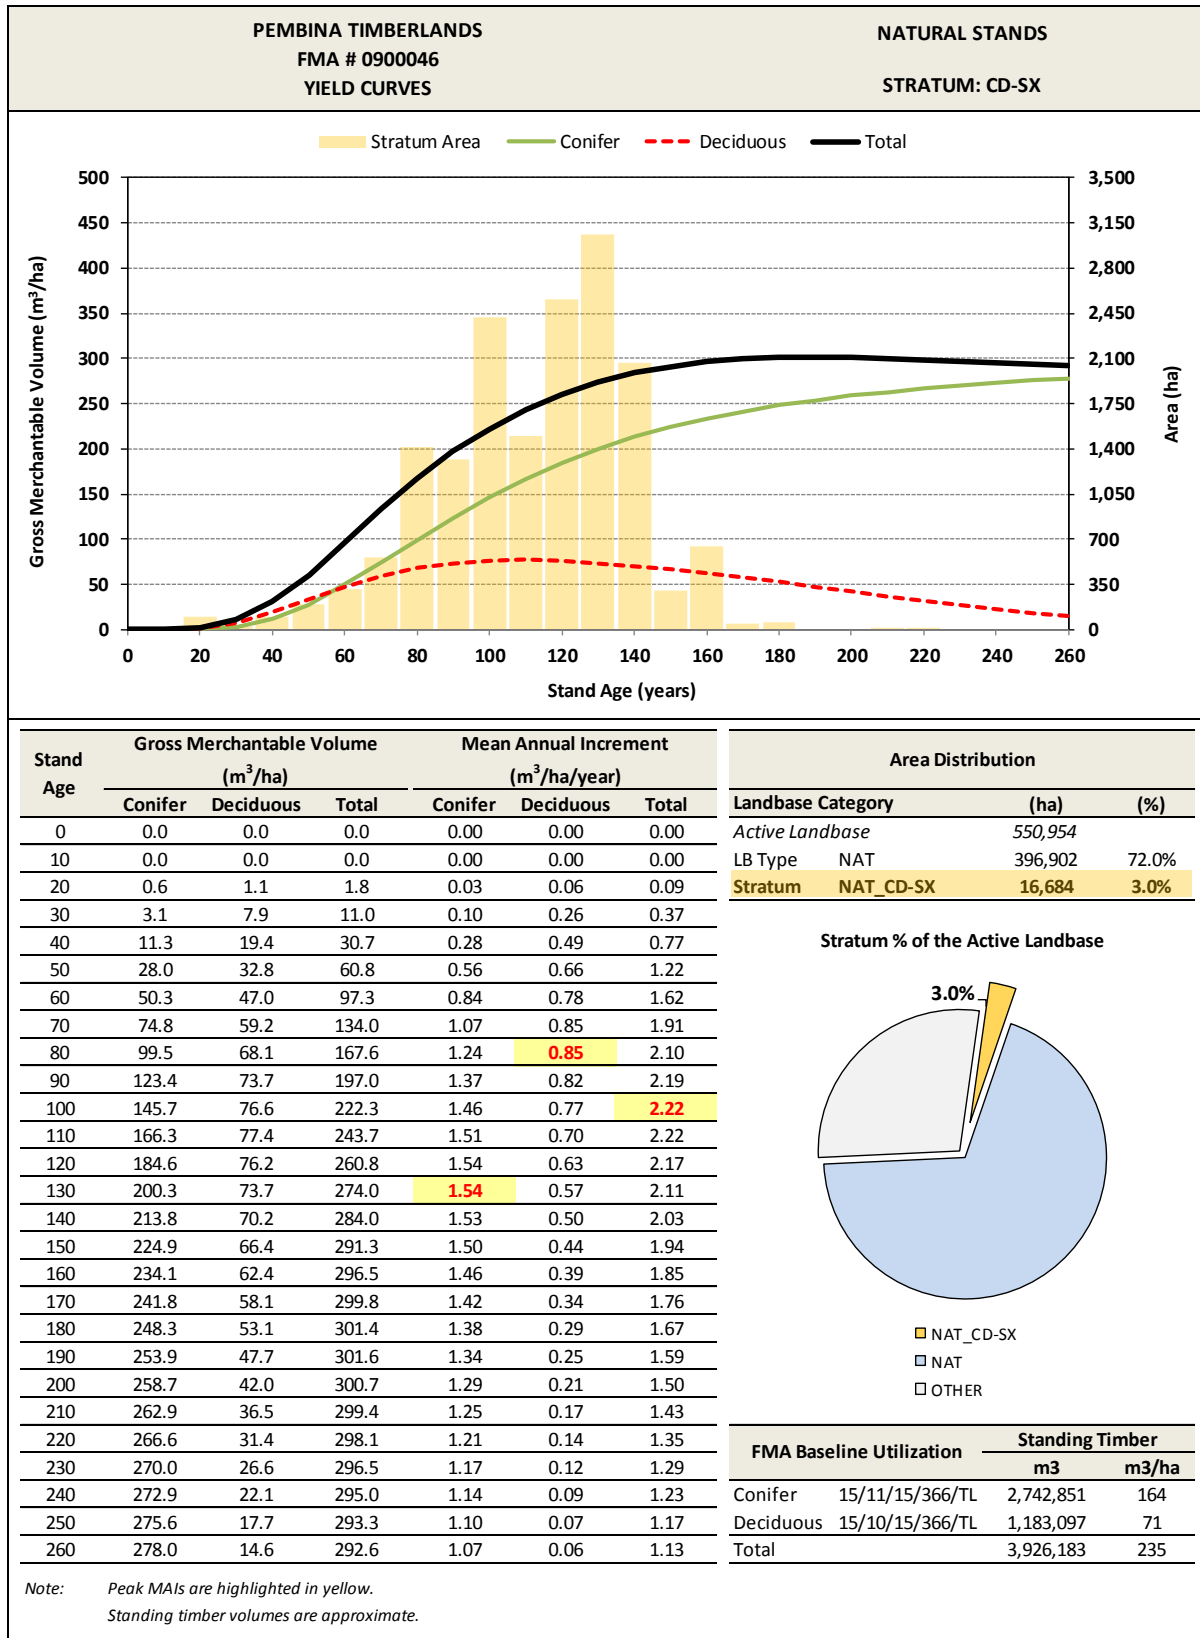 PEMBINA TIMBERLANDS
FMA # 0900046
YIELD CURVES
NATURAL STANDS
STRATUM: CD-SX
Stratum Area Conifer Deciduous Total
500
450
400
350
300
250
200
150
100
50
0
Gross Merchantable Volume (m³/ha)
3,500
3,150
2,800
2,450
2,100
1,750
1,400
1,050
700
350
0
Area (ha)
0 20 40 60 80 100 120 140 160 180 200 220 240 260
Stand Age (years)
Stand Age Gross Merchantable Volume (m³/ha) Mean Annual Increment (m³/ha/year)
Conifer Deciduous Total Conifer Deciduous Total
0 0.0 0.0 0.0 0.00 0.00 0.00
10 0.0 0.0 0.0 0.00 0.00 0.00
20 0.6 1.1 1.8 0.03 0.06 0.09
30 3.1 7.9 11.0 0.10 0.26 0.37
40 11.3 19.4 30.7 0.28 0.49 0.77
50 28.0 32.8 60.8 0.56 0.66 1.22
60 50.3 47.0 97.3 0.84 0.78 1.62
70 74.8 59.2 134.0 1.07 0.85 1.91
80 99.5 68.1 167.6 1.24 0.85 2.10
90 123.4 73.7 197.0 1.37 0.82 2.19
100 145.7 76.6 222.3 1.46 0.77 2.22
110 166.3 77.4 243.7 1.51 0.70 2.22
120 184.6 76.2 260.8 1.54 0.63 2.17
130 200.3 73.7 274.0 1.54 0.57 2.11
140 213.8 70.2 284.0 1.53 0.50 2.03
150 224.9 66.4 291.3 1.50 0.44 1.94
160 234.1 62.4 296.5 1.46 0.39 1.85
170 241.8 58.1 299.8 1.42 0.34 1.76
180 248.3 53.1 301.4 1.38 0.29 1.67
190 253.9 47.7 301.6 1.34 0.25 1.59
200 258.7 42.0 300.7 1.29 0.21 1.50
210 262.9 36.5 299.4 1.25 0.17 1.43
220 266.6 31.4 298.1 1.21 0.14 1.35
230 270.0 26.6 296.5 1.17 0.12 1.29
240 272.9 22.1 295.0 1.14 0.09 1.23
250 275.6 17.7 293.3 1.10 0.07 1.17
260 278.0 14.6 292.6 1.07 0.06 1.13
Area Distribution
Landbase Category (ha) (%)
Active Landbase 550,954
LB Type NAT 396,902 72.0%
Stratum NAT_CD-SX 16,684 3.0%
Stratum % of the Active Landbase
3.0%
NAT_CD-SX
NAT
OTHER
FMA Baseline Utilization Standing Timber
m3 m3/ha
Conifer 15/11/15/366/TL 2,742,851 164
Deciduous 15/10/15/366/TL 1,183,097 71
Total 3,926,183 235
Note: Peak MAIs are highlighted in yellow.
Standing timber volumes are approximate.